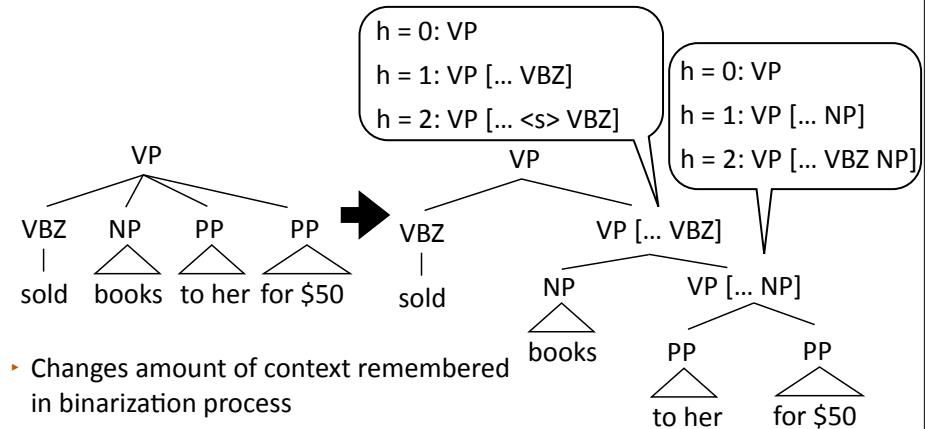 h = 0: VP
h = 1: VP [... VBZ]
h = 2: VP [... <s> VBZ]
h = 0: VP
h = 1: VP [... NP]
h = 2: VP [... VBZ NP]
VP
VBZ NP PP PP
sold books to her for $50
VP
VBZ VP [... VBZ]
sold NP VP [... NP]
books PP PP
to her for $50
‣ Changes amount of context remembered
in binarization process